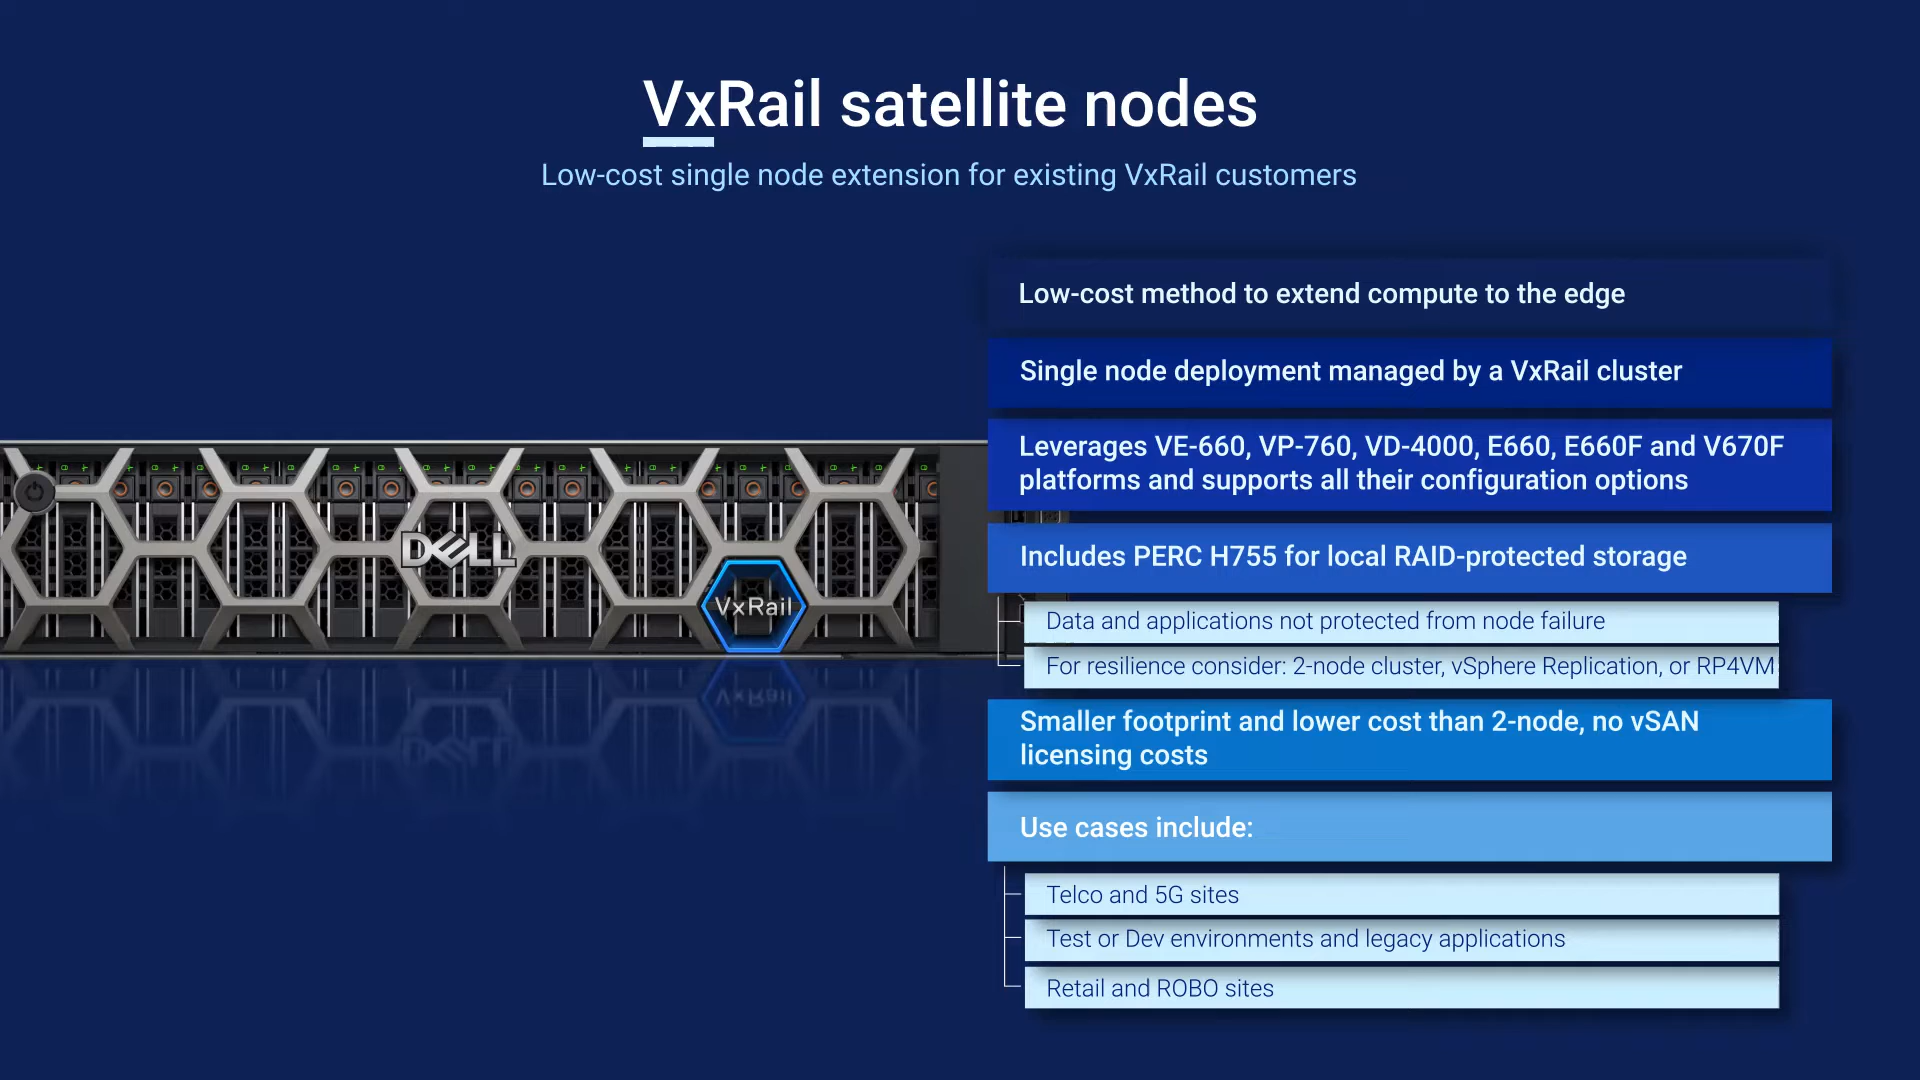 VxRail satellite nodes
Low-cost single node extension for existing VxRail customers
Low-cost method to extend compute to the edge
Single node deployment managed by a VxRail cluster
Leverages VE-660, VP-760, VD-4000, E660, E660F and V670F
platforms and supports all their configuration options
Includes PERC H755 for local RAID-protected storage
Data and applications not protected from node failure
For resilience consider: 2-node cluster, vSphere Replication, or RP4VM
Smaller footprint and lower cost than 2-node, no vSAN
licensing costs
Use cases include:
Telco and 5G sites
Test or Dev environments and legacy applications
Retail and ROBO sites
DELL
VxRail